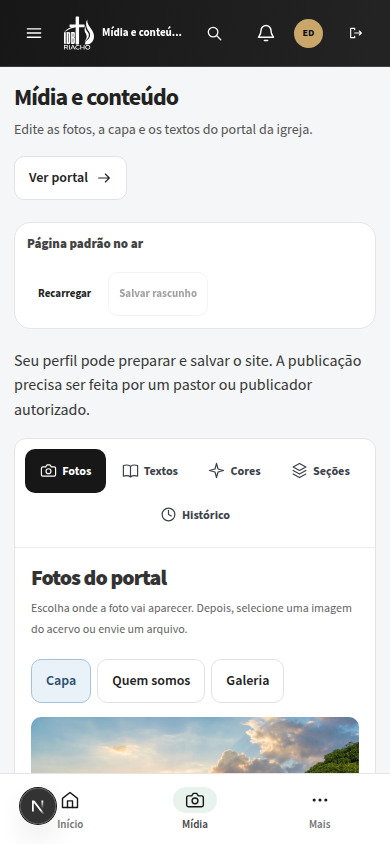 IDB
RIACHO
Mídia e conteú...
ED
Mídia e conteúdo
Edite as fotos, a capa e os textos do portal da igreja.
Ver portal
Página padrão no ar
Recarregar
Salvar rascunho
Seu perfil pode preparar e salvar o site. A publicação
precisa ser feita por um pastor ou publicador
autorizado.
Fotos
Textos
Cores
Seções
Histórico
Fotos do portal
Escolha onde a foto vai aparecer. Depois, selecione uma imagem
do acervo ou envie um arquivo.
Capa
Quem somos
Galeria
N
Início
Mídia
Mais